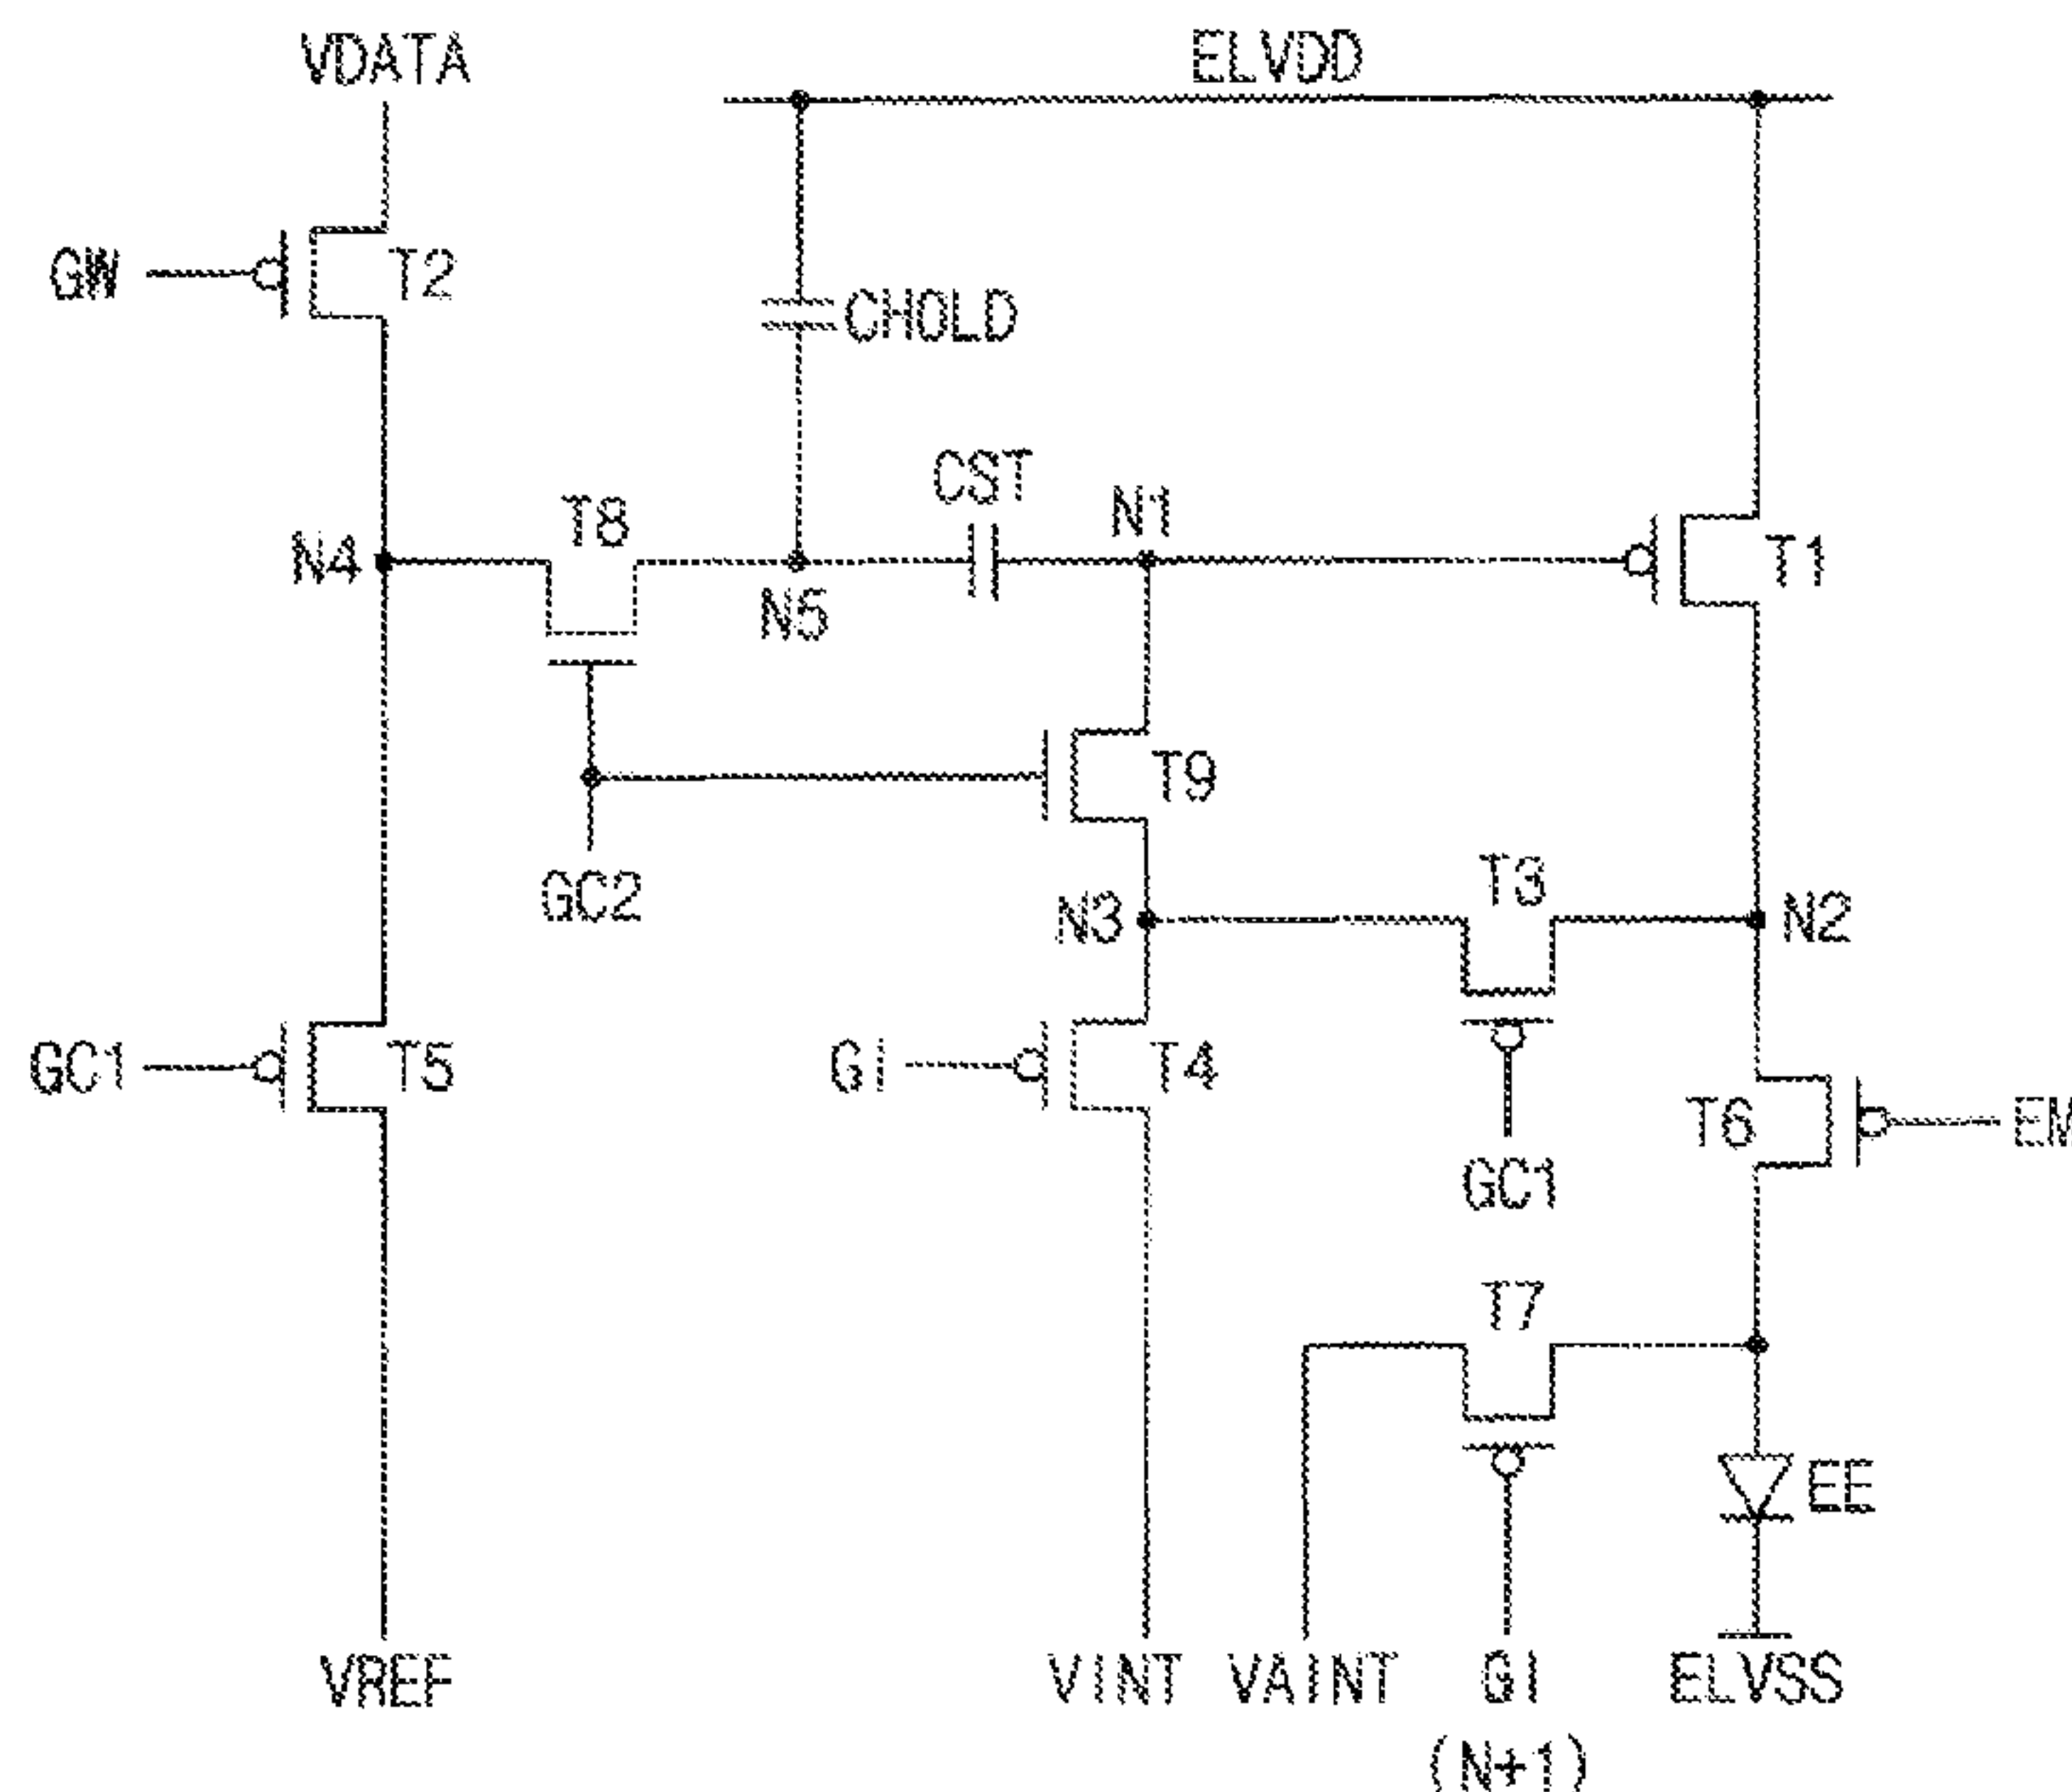 VDATA
ELVDD
GW
T2
CHOLD
CST
N1
T8
N4
T1
N5
T9
GC2
T3
N3
N2
GC1
T5
GI
T4
T6
EM
GC1
T7
EE
VREF
VINT
VAINT
GI
ELVSS
(N+1)